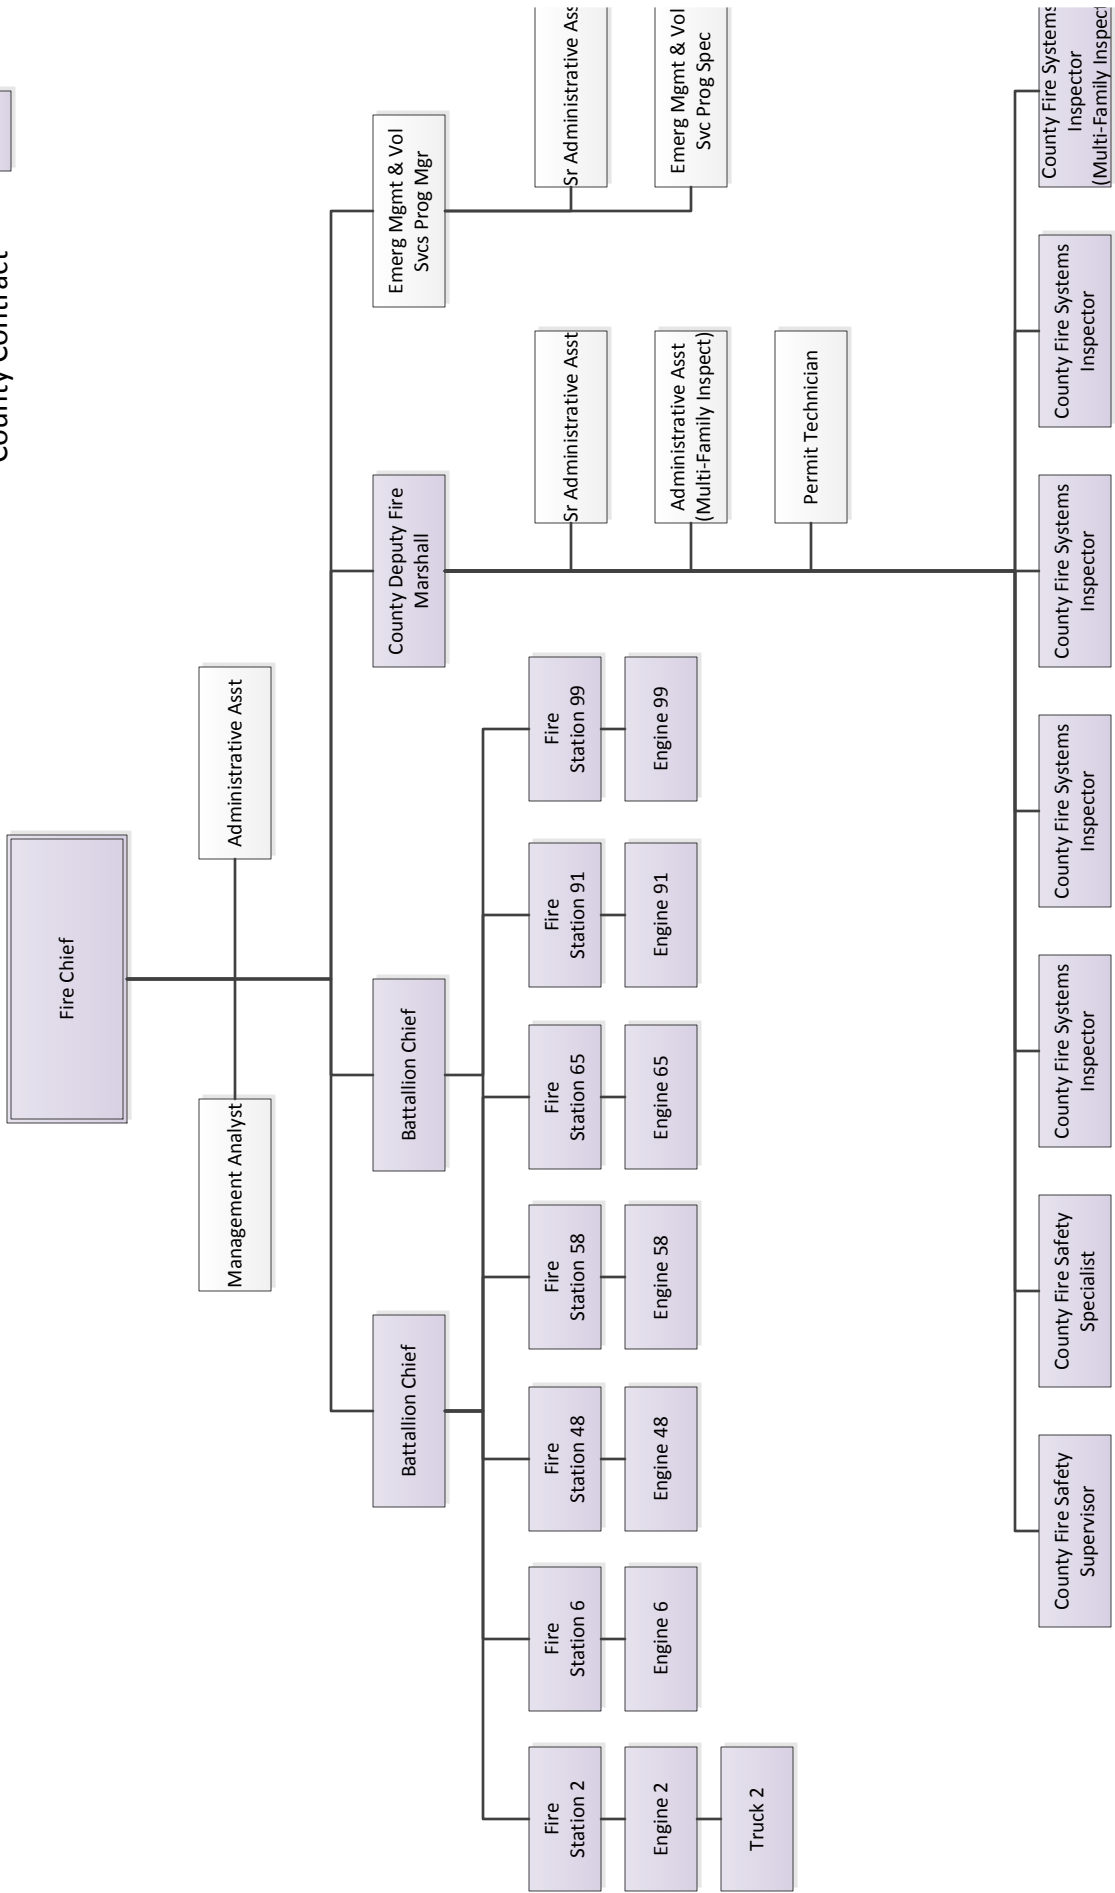 County Contract
Fire Chief
Management Analyst
Administrative Asst
Battallion Chief
Battallion Chief
County Deputy Fire
Marshall
Emerg Mgmt & Vol
Svcs Prog Mgr
Fire
Station 2
Fire
Station 6
Fire
Station 48
Fire
Station 58
Fire
Station 65
Fire
Station 91
Fire
Station 99
Sr Administrative Asst
Sr Administrative Ass
Engine 2
Engine 6
Engine 48
Engine 58
Engine 65
Engine 91
Engine 99
Administrative Asst
(Multi-Family Inspect)
Emerg Mgmt & Vol
Svc Prog Spec
Truck 2
Permit Technician
County Fire Safety
Supervisor
County Fire Safety
Specialist
County Fire Systems
Inspector
County Fire Systems
Inspector
County Fire Systems
Inspector
County Fire Systems
Inspector
County Fire Systems
Inspector
(Multi-Family Inspect